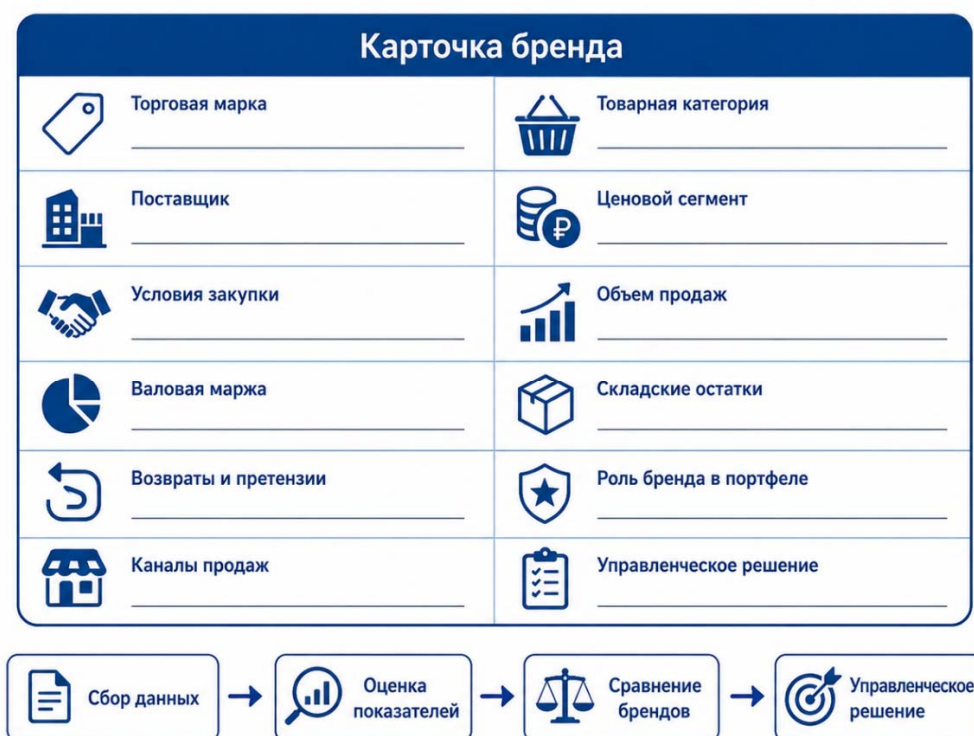 Карточка бренда
Торговая марка
Товарная категория
Поставщик
Ценовой сегмент
Условия закупки
Объем продаж
Валовая маржа
Складские остатки
Возвраты и претензии
Роль бренда в портфеле
Каналы продаж
Управленческое решение
Сбор данных
Оценка
показателей
Сравнение
брендов
Управленческое
решение